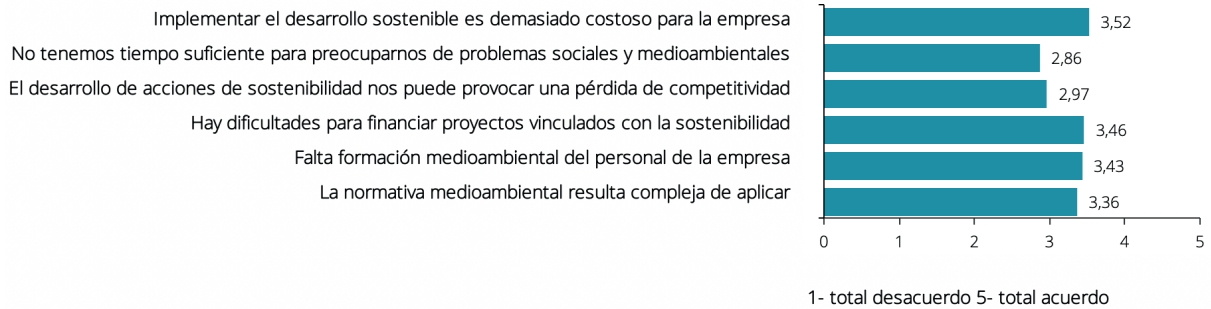 Implementar el desarrollo sostenible es demasiado costoso para la empresa
3,52
No tenemos tiempo suficiente para preocuparnos de problemas sociales y medioambientales
2,86
El desarrollo de acciones de sostenibilidad nos puede provocar una pérdida de competitividad
2,97
Hay dificultades para financiar proyectos vinculados con la sostenibilidad
3,46
Falta formación medioambiental del personal de la empresa
3,43
La normativa medioambiental resulta compleja de aplicar
3,36
0 1 2 3 4 5
1- total desacuerdo 5- total acuerdo